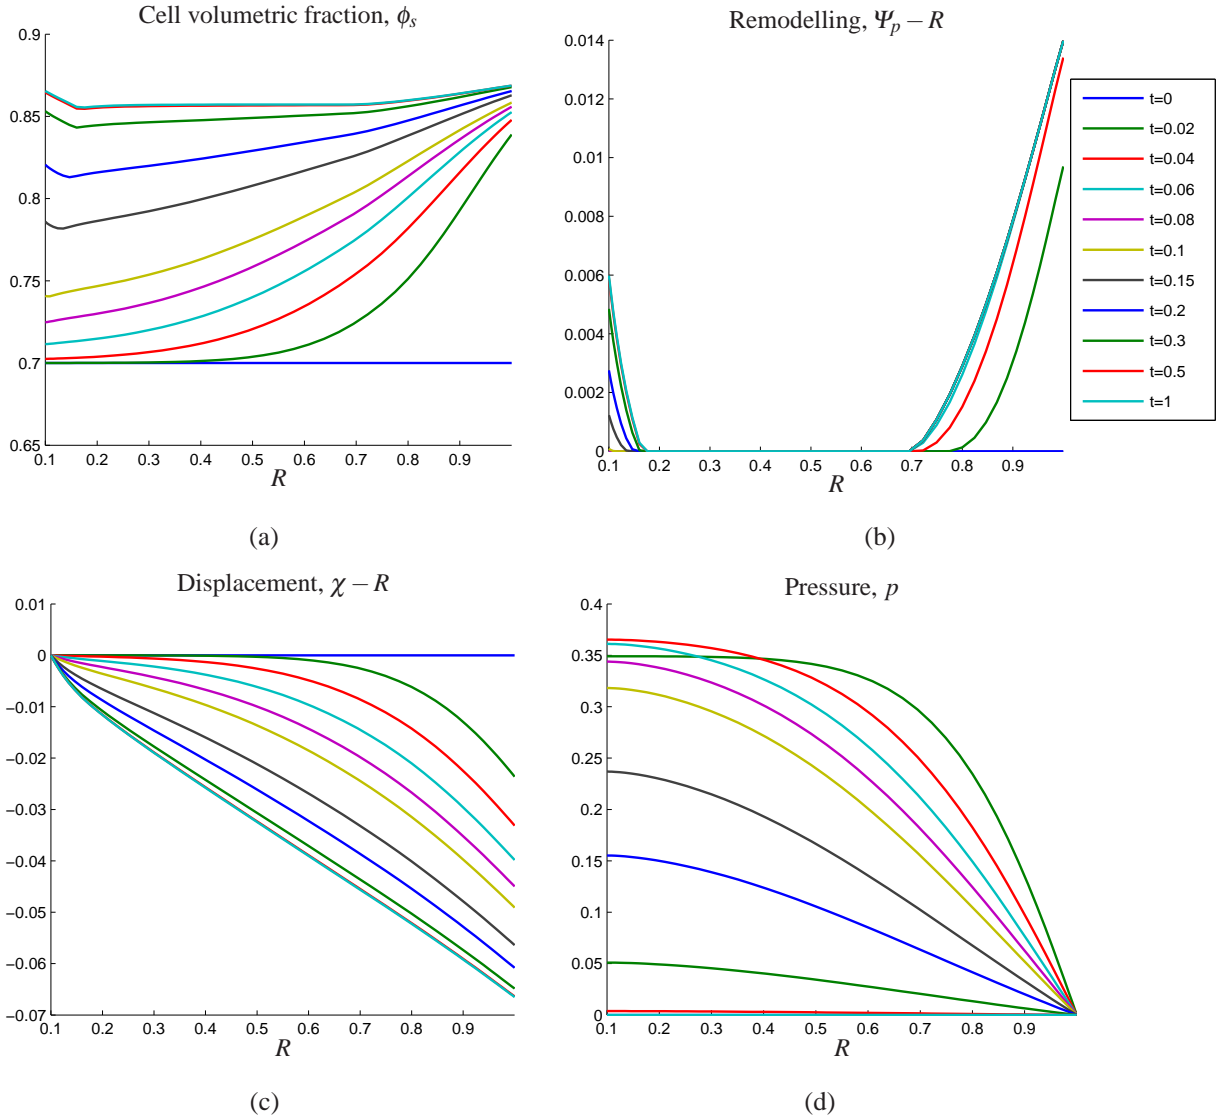 Cell volumetric fraction, ϕs
0.9
0.85
0.8
0.75
0.7
0.65
0.1 0.2 0.3 0.4 0.5 0.6 0.7 0.8 0.9
R
(a)
Remodelling, Ψp − R
0.014
0.012
0.01
0.008
0.006
0.004
0.002
0
0.1 0.2 0.3 0.4 0.5 0.6 0.7 0.8 0.9
R
(b)
t=0
t=0.02
t=0.04
t=0.06
t=0.08
t=0.1
t=0.15
t=0.2
t=0.3
t=0.5
t=1
Displacement, χ − R
0.01
0
−0.01
−0.02
−0.03
−0.04
−0.05
−0.06
−0.07
0.1 0.2 0.3 0.4 0.5 0.6 0.7 0.8 0.9
R
(c)
Pressure, p
0.4
0.35
0.3
0.25
0.2
0.15
0.1
0.05
0
0.1 0.2 0.3 0.4 0.5 0.6 0.7 0.8 0.9
R
(d)